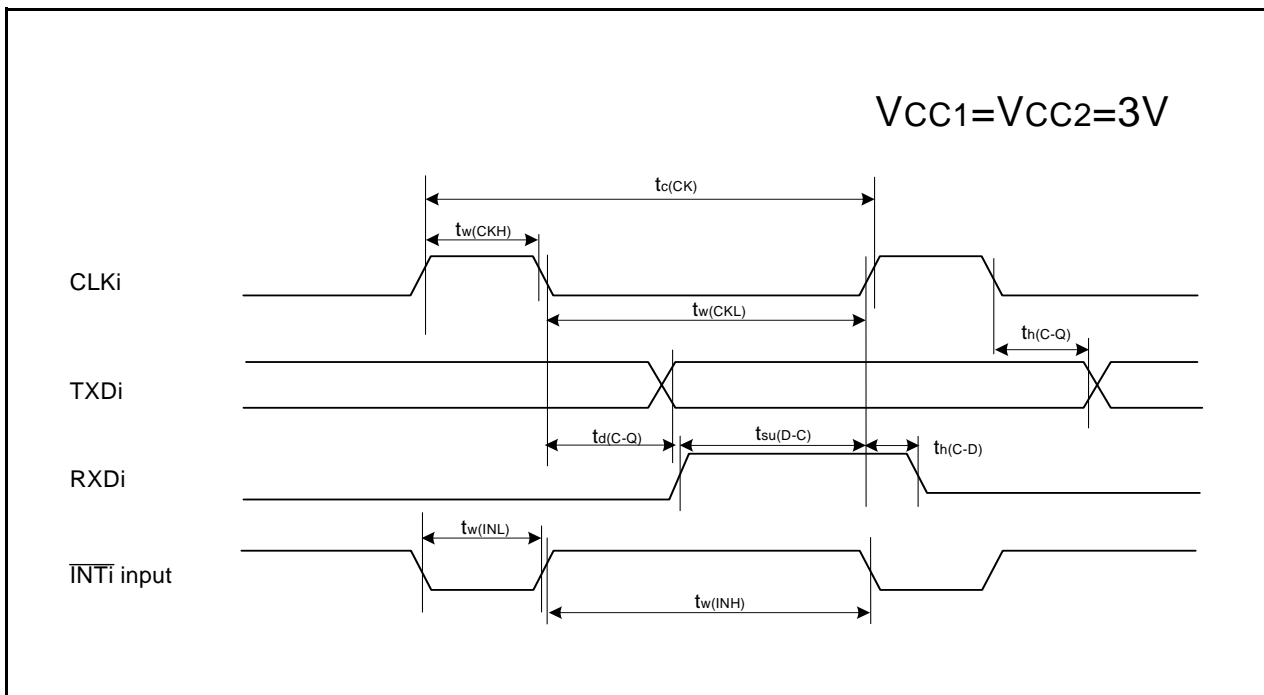 VCC1=VCC2=3V
tc(CK)
tw(CKH)
CLKi
tw(CKL)
th(C-Q)
TXDi
td(C-Q)
tsu(D-C)
th(C-D)
RXDi
tw(INL)
INTi input
tw(INH)